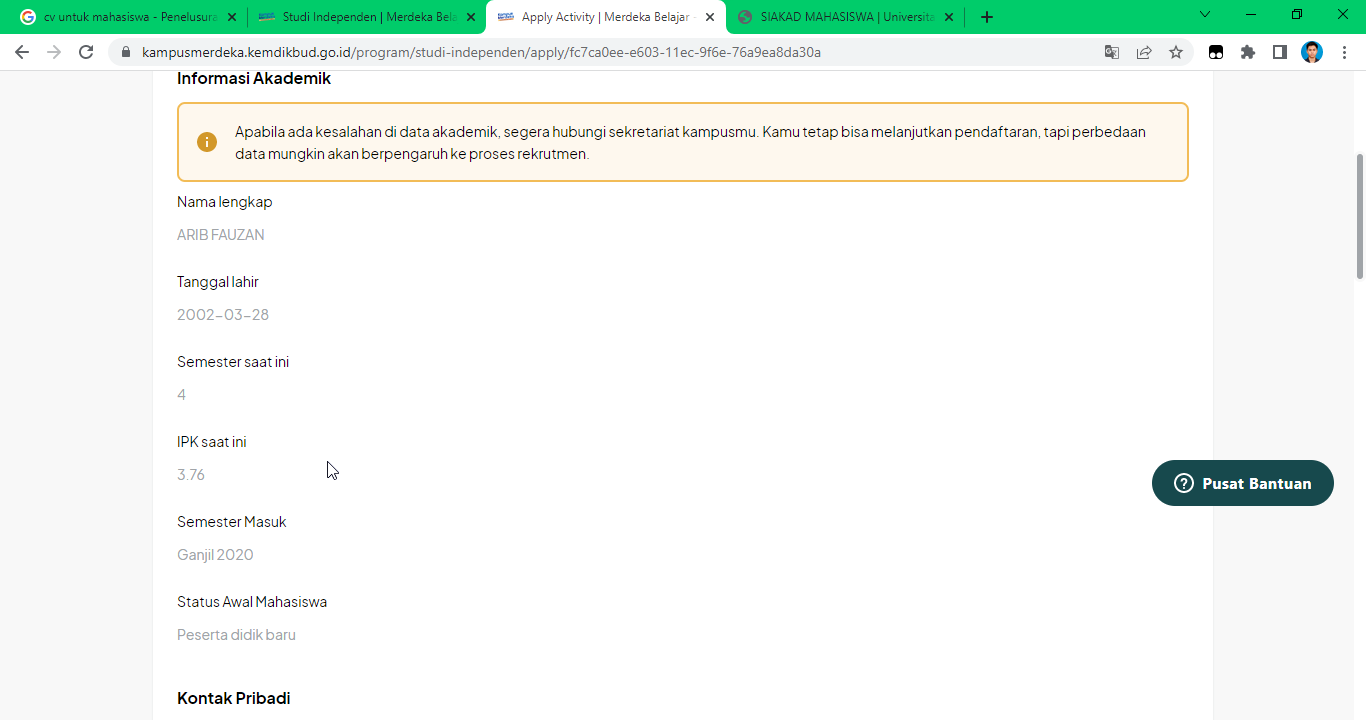 cv untuk mahasiswa - Penelusura
Studi Independen | Merdeka Bela
Apply Activity | Merdeka Belajar -
SIAKAD MAHASISWA | Universita
kampusmerdeka.kemdikbud.go.id/program/studi-independen/apply/fc7ca0ee-e603-11ec-9f6e-76a9ea8da30a
Informasi Akademik
Apabila ada kesalahan di data akademik, segera hubungi sekretariat kampusmu. Kamu tetap bisa melanjutkan pendaftaran, tapi perbedaan
data mungkin akan berpengaruh ke proses rekrutmen.
Nama lengkap
ARIB FAUZAN
Tanggal lahir
2002-03-28
Semester saat ini
4
IPK saat ini
3.76
Pusat Bantuan
Semester Masuk
Ganjil 2020
Status Awal Mahasiswa
Peserta didik baru
Kontak Pribadi